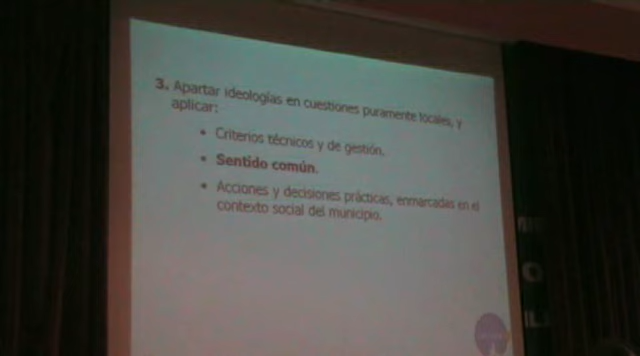 3. Apartar ideologías en cuestiones puramente locales, y
aplicar:
• Criterios técnicos y de gestión.
• Sentido común.
• Acciones y decisiones prácticas, enmarcadas en el
contexto social del municipio.